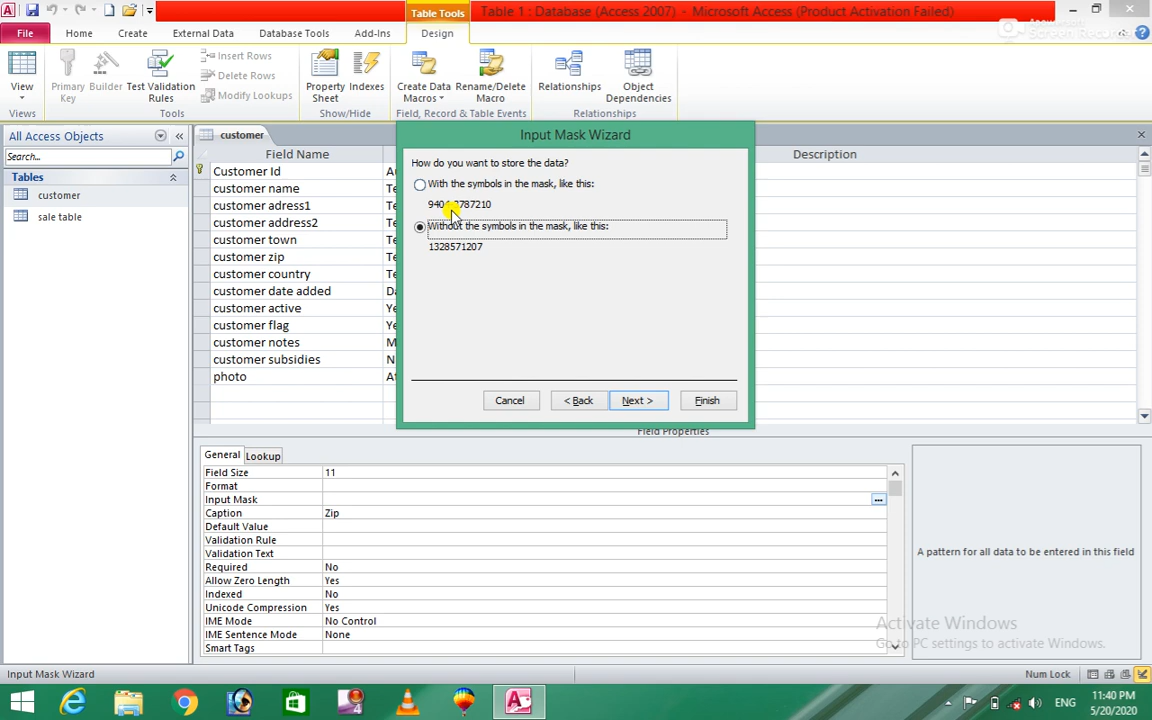 Table Tools
Table 1 : Database (Access 2007) - Microsoft Access (Product Activation Failed)
File Home Create External Data Database Tools Add-Ins Design
View
Primary Key
Builder
Test Validation Rules
Insert Rows
Delete Rows
Modify Lookups
Property Sheet
Indexes
Create Data Macros
Rename/Delete Macro
Relationships
Object Dependencies
Views Tools Show/Hide Field, Record & Table Events Relationships
All Access Objects
Search...
Tables
customer
sale table
customer
Field Name Description
Customer Id
customer name
customer adress1
customer address2
customer town
customer zip
customer country
customer date added
customer active
customer flag
customer notes
customer subsidies
photo
Input Mask Wizard
How do you want to store the data?
With the symbols in the mask, like this:
Without the symbols in the mask, like this:
1328571207
Cancel < Back Next > Finish
Field Properties
General Lookup
Field Size 11
Format
Input Mask ...
Caption Zip
Default Value
Validation Rule
Validation Text
Required No
Allow Zero Length Yes
Indexed No
Unicode Compression Yes
IME Mode No Control
IME Sentence Mode None
Smart Tags
A pattern for all data to be entered in this field
Activate Windows
Go to PC settings to activate Windows.
Input Mask Wizard Num Lock
ENG
11:40 PM
5/20/2020